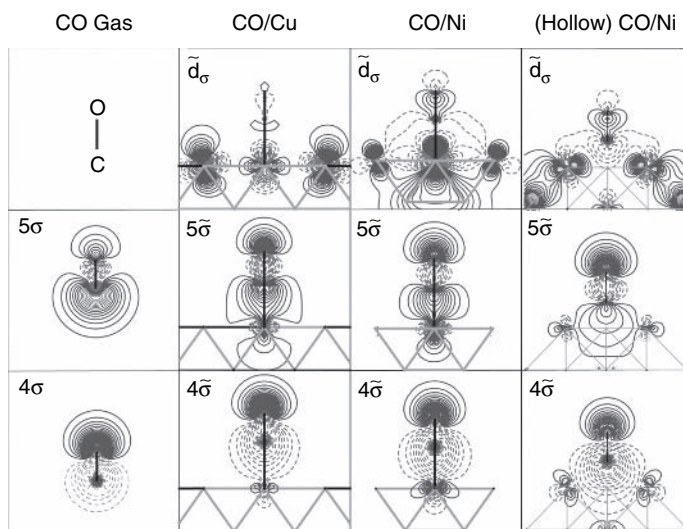 CO Gas CO/Cu CO/Ni (Hollow) CO/Ni
O
C
d̃σ d̃σ d̃σ
5σ 5σ̃ 5σ̃ 5σ̃
4σ 4σ̃ 4σ̃ 4σ̃